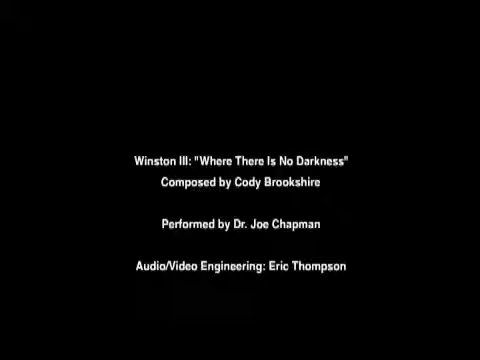 Winston III: "Where There Is No Darkness"
Composed by Cody Brookshire
Performed by Dr. Joe Chapman
Audio/Video Engineering: Eric Thompson